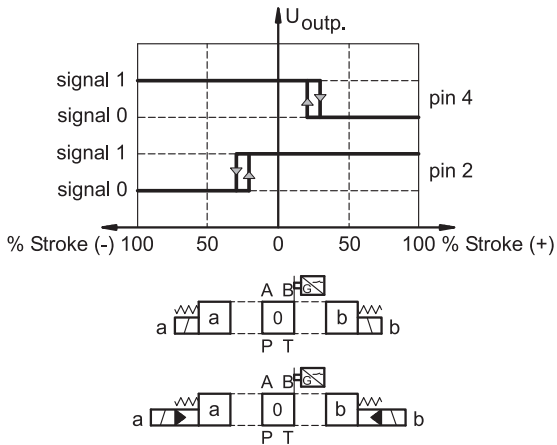 U outp.
signal 1
signal 0
pin 4
signal 1
signal 0
pin 2
% Stroke (-) 100 50 0 50 100 % Stroke (+)
A B G
a a 0 b b
P T
A B G
a a 0 b b
P T